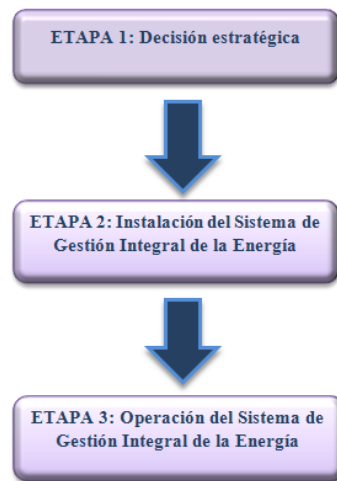 ETAPA 1: Decisión estratégica
ETAPA 2: Instalación del Sistema de
Gestión Integral de la Energía
ETAPA 3: Operación del Sistema de
Gestión Integral de la Energía